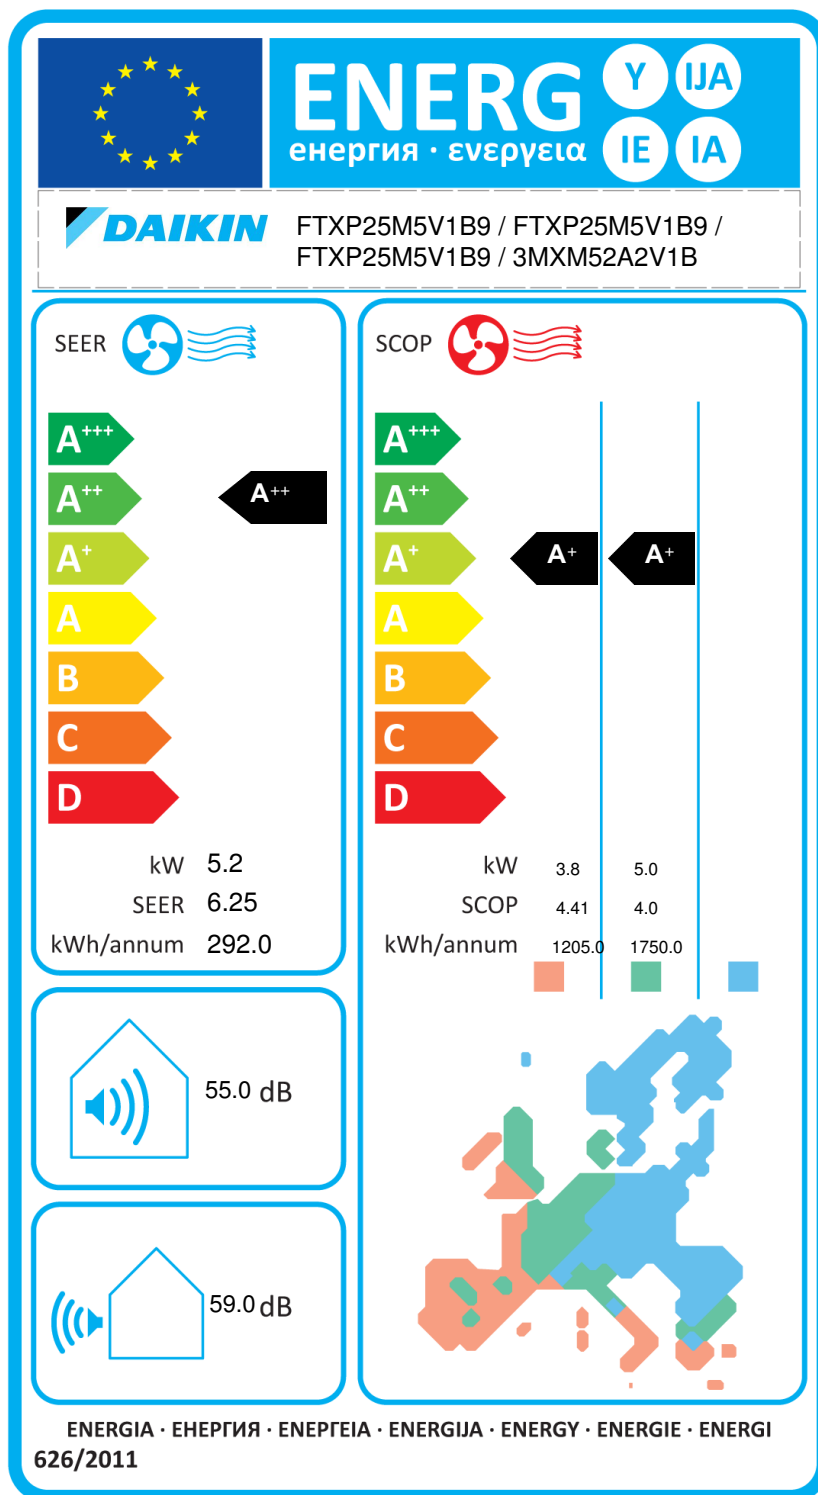 ENERG
енергия · ενεργεια
Y IJA
IE IA
DAIKIN
FTXP25M5V1B9 / FTXP25M5V1B9 /
FTXP25M5V1B9 / 3MXM52A2V1B
SEER
A+++
A++ A++
A+
A
B
C
D
kW 5.2
SEER 6.25
kWh/annum 292.0
SCOP
A+++
A++
A+ A+ A+
A
B
C
D
kW 3.8 5.0
SCOP 4.41 4.0
kWh/annum 1205.0 1750.0
55.0 dB
59.0 dB
ENERGIA · ЕНЕРГИЯ · ΕΝΕΡΓΕΙΑ · ENERGIJA · ENERGY · ENERGIE · ENERGI
626/2011